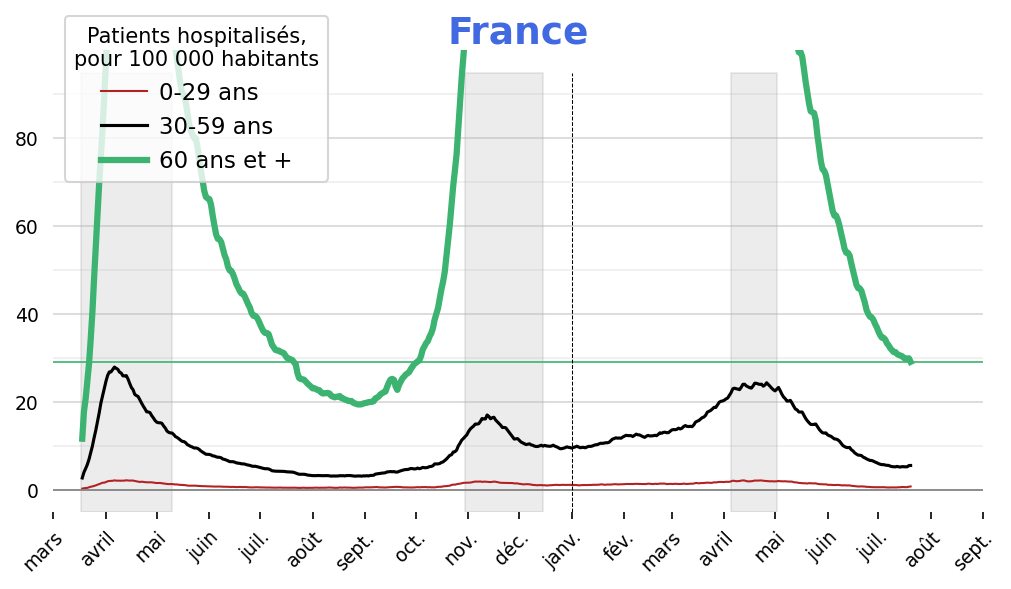 France
Patients hospitalisés,
pour 100 000 habitants
0-29 ans
30-59 ans
60 ans et +
80
60
40
20
0
mars
avril
mai
juin
juil.
août
sept.
oct.
nov.
déc.
janv.
fév.
mars
avril
mai
juin
juil.
août
sept.